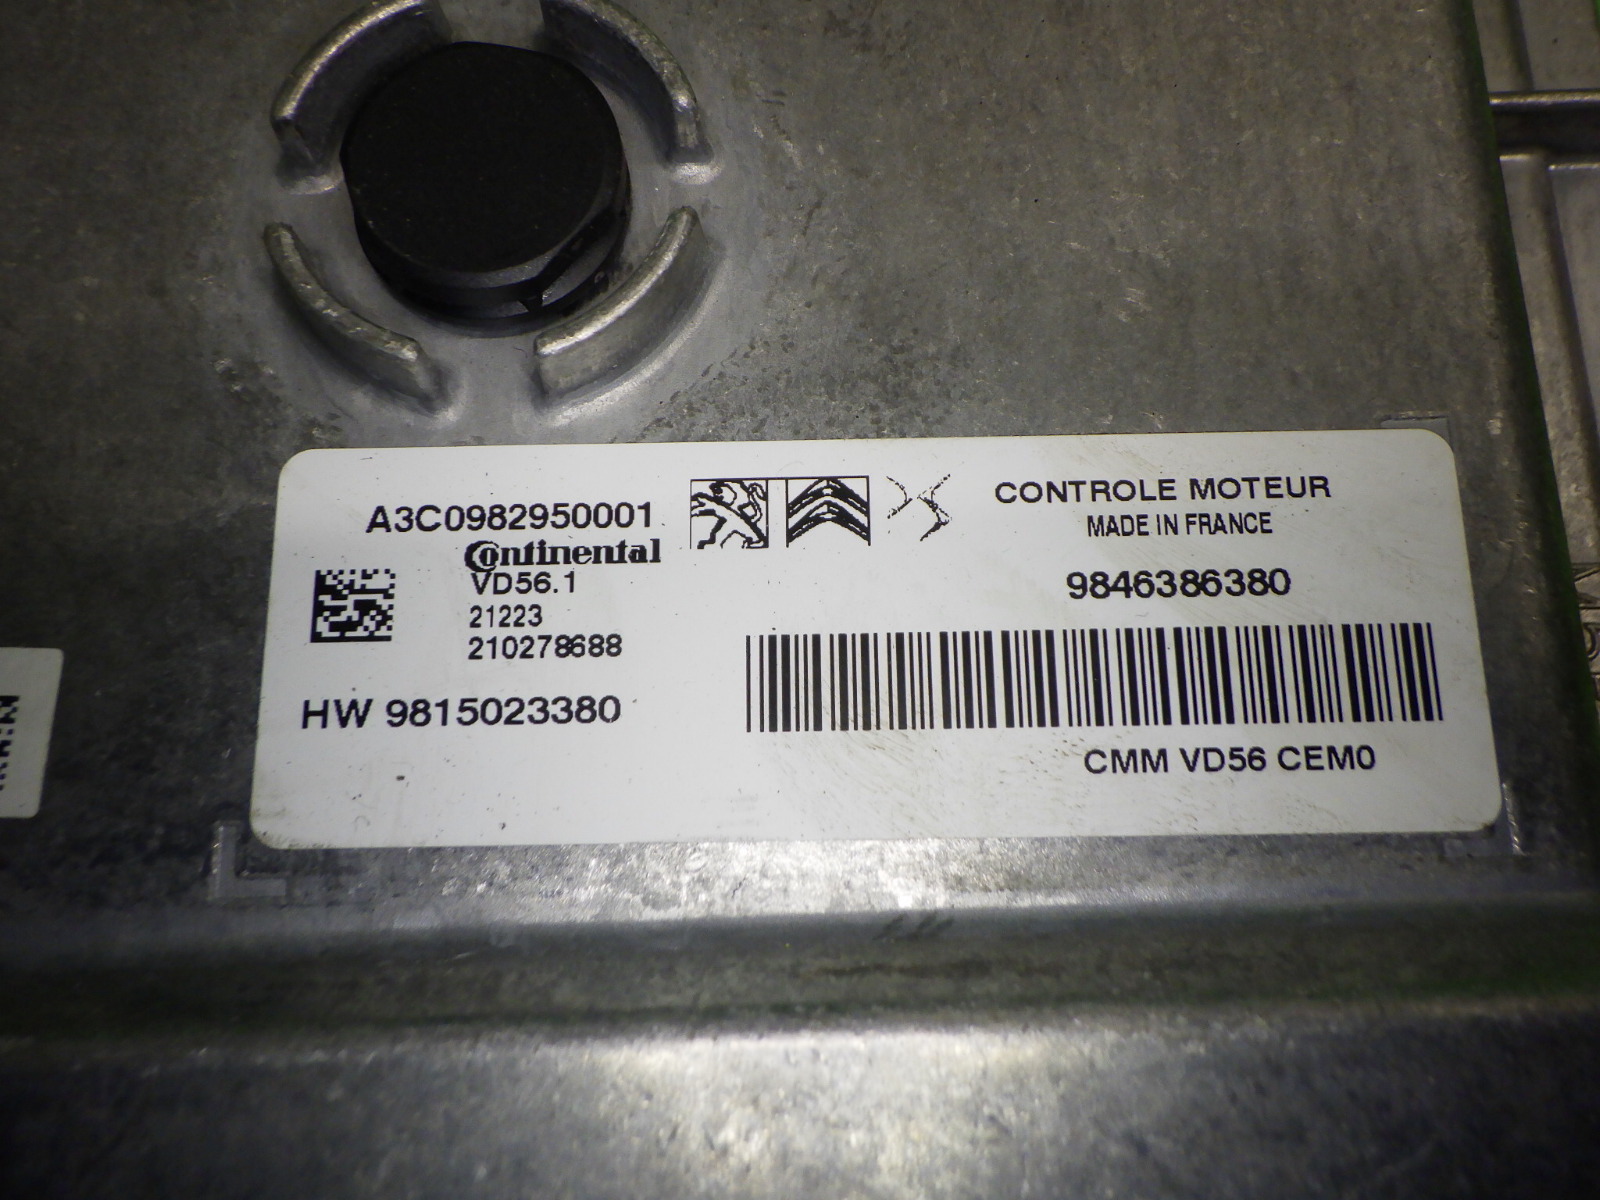 A3C0982950001
Continental
VD56.1
21223
210278688
HW 9815023380
CONTROLE MOTEUR
MADE IN FRANCE
9846386380
CMM VD56 CEM0